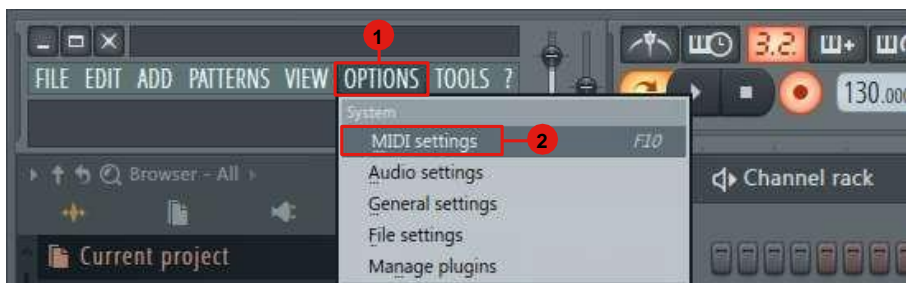 1
3.2.
FILE EDIT ADD PATTERNS VIEW OPTIONS TOOLS ?
130.000
System
MIDI settings 2 F10
Browser - All
Audio settings
Channel rack
General settings
File settings
Current project
Manage plugins